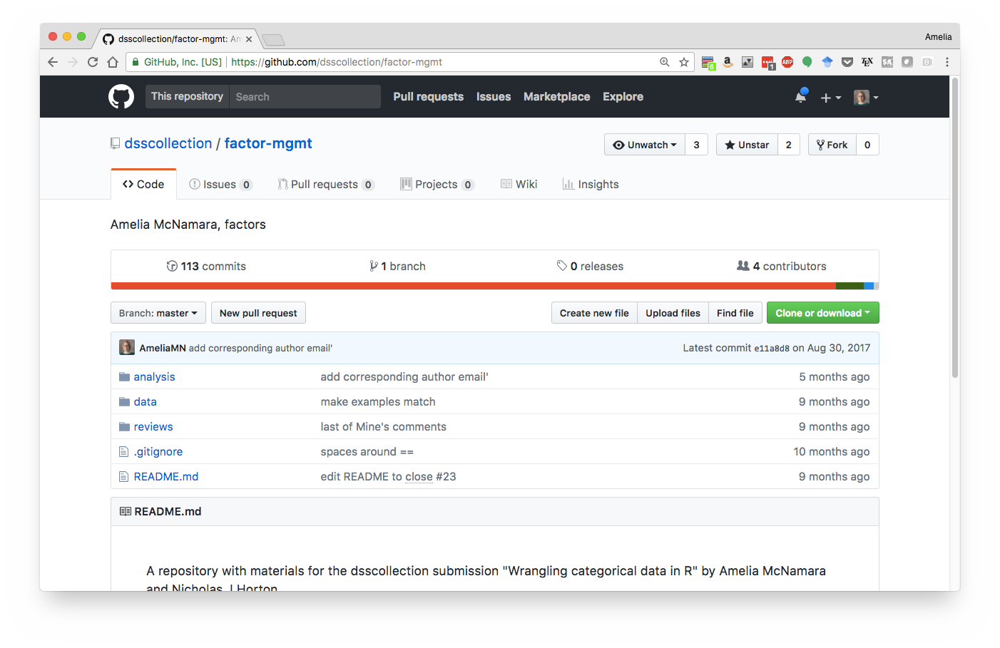 dsscollection/factor-mgmt: Am
Amelia
GitHub, Inc. [US] https://github.com/dsscollection/factor-mgmt
6 a 1 ABP TEX SA B
This repository Search Pull requests Issues Marketplace Explore
dsscollection / factor-mgmt
Unwatch 3 Unstar 2 Fork 0
Code Issues 0 Pull requests 0 Projects 0 Wiki Insights
Amelia McNamara, factors
113 commits 1 branch 0 releases 4 contributors
Branch: master New pull request Create new file Upload files Find file Clone or download
AmeliaMN add corresponding author email' Latest commit e11a8d8 on Aug 30, 2017
analysis add corresponding author email' 5 months ago
data make examples match 9 months ago
reviews last of Mine's comments 9 months ago
.gitignore spaces around == 10 months ago
README.md edit README to close #23 9 months ago
README.md
A repository with materials for the dsscollection submission "Wrangling categorical data in R" by Amelia McNamara
and Nicholas J Horton